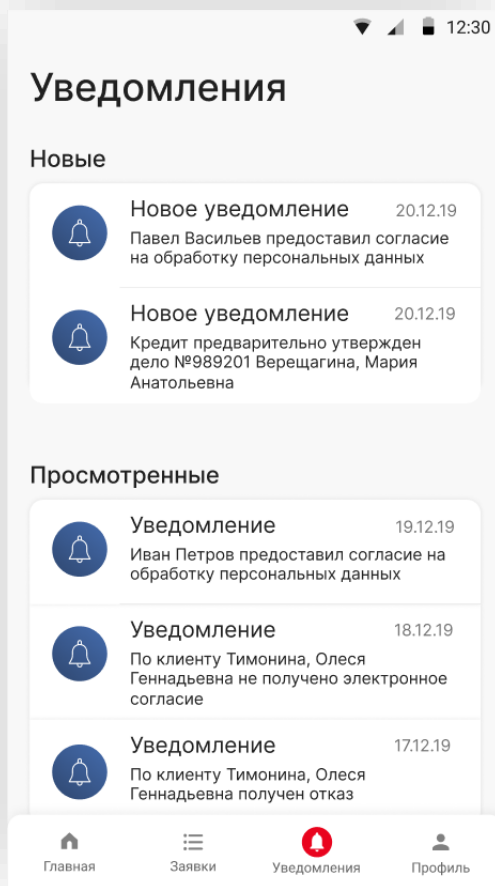 12:30
Уведомления
Новые
Новое уведомление 20.12.19
Павел Васильев предоставил согласие
на обработку персональных данных
Новое уведомление 20.12.19
Кредит предварительно утвержден
дело №989201 Верещагина, Мария
Анатольевна
Просмотренные
Уведомление 19.12.19
Иван Петров предоставил согласие на
обработку персональных данных
Уведомление 18.12.19
По клиенту Тимонина, Олеся
Геннадьевна не получено электронное
согласие
Уведомление 17.12.19
По клиенту Тимонина, Олеся
Геннадьевна получен отказ
Главная Заявки Уведомления Профиль